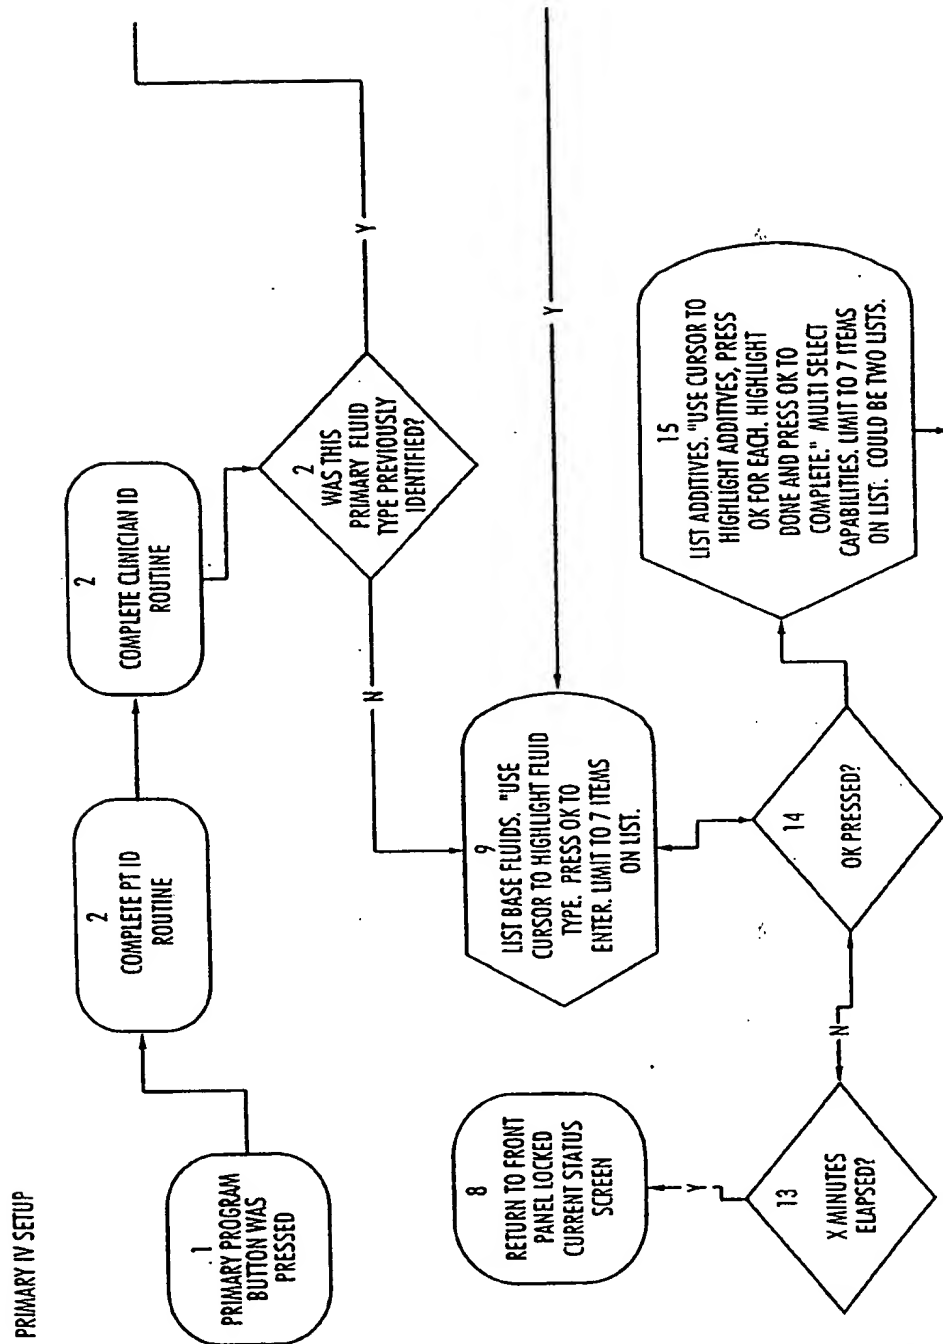 PRIMARY IV SETUP
1
PRIMARY PROGRAM
BUTTON WAS
PRESSED
2
COMPLETE PT ID
ROUTINE
2
COMPLETE CLINICIAN ID
ROUTINE
2
WAS THIS
PRIMARY FLUID
TYPE PREVIOUSLY
IDENTIFIED?
Y
N
8
RETURN TO FRONT
PANEL LOCKED
CURRENT STATUS
SCREEN
9
LIST BASE FLUIDS. "USE
CURSOR TO HIGHLIGHT FLUID
TYPE. PRESS OK TO
ENTER. LIMIT TO 7 ITEMS
ON LIST.
Y
Y
13
X MINUTES
ELAPSED?
N
14
OK PRESSED?
15
LIST ADDITIVES. "USE CURSOR TO
HIGHLIGHT ADDITIVES, PRESS
OK FOR EACH. HIGHLIGHT
DONE AND PRESS OK TO
COMPLETE." MULTI SELECT
CAPABILITIES. LIMIT TO 7 ITEMS
ON LIST. COULD BE TWO LISTS.